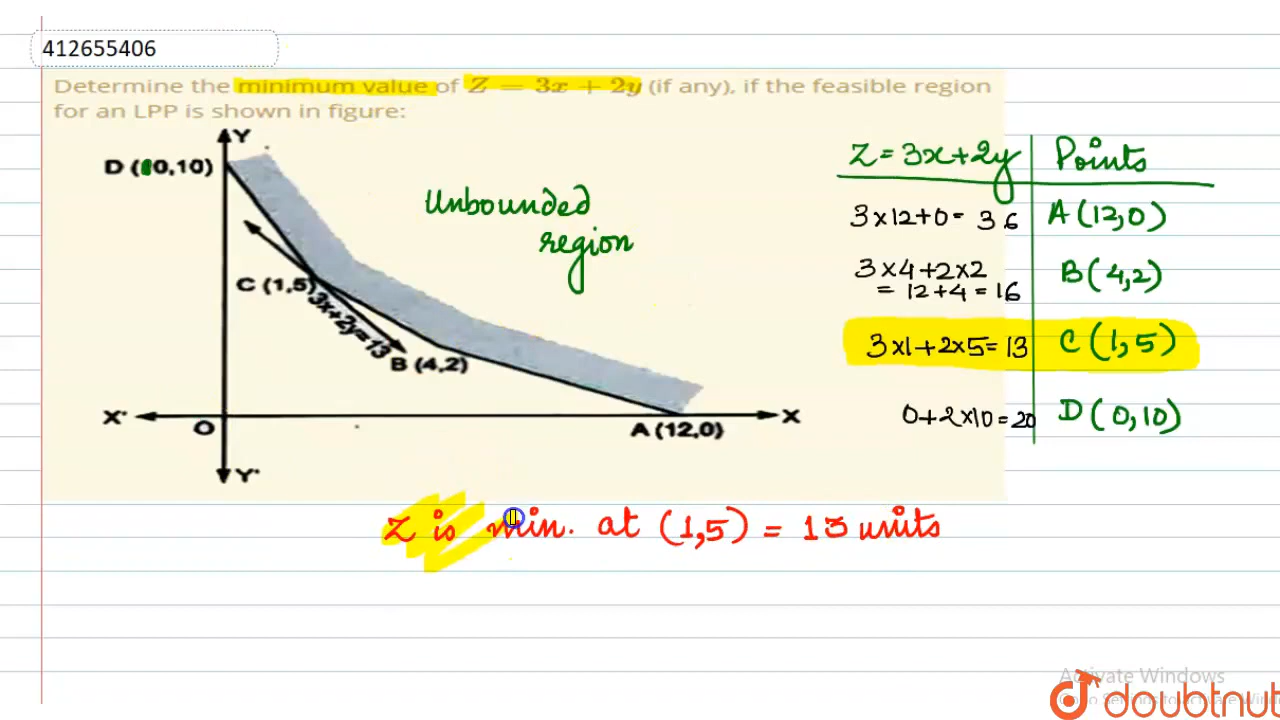 412655406
Determine the minimum value of Z = 3x + 2y (if any), if the feasible region
for an LPP is shown in figure:
Y
D (0,10)
C (1,5)
3x+2y=13
B (4,2)
X'
O
A (12,0)
X
Y'
Unbounded
region
Z = 3x+2y Points
3×12+0= 36 A (12,0)
3×4+2×2
= 12+4=16 B(4,2)
3×1+2×5=13 C (1,5)
0+2×10=20 D(0,10)
Z is min. at (1,5) = 13 units
Activate Windows
doubtnut